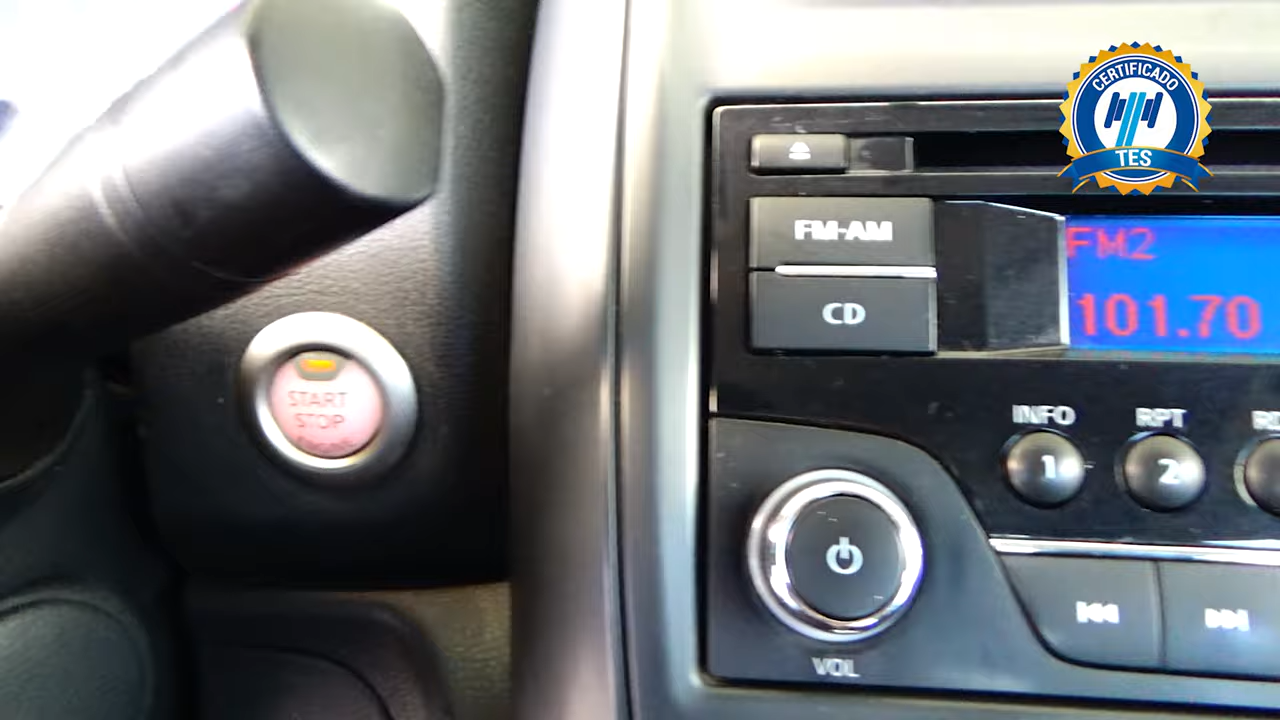 CERTIFICADO
TES
FM-AM
CD
FM2
101.70
START
STOP
INFO
RPT
1
2
VOL